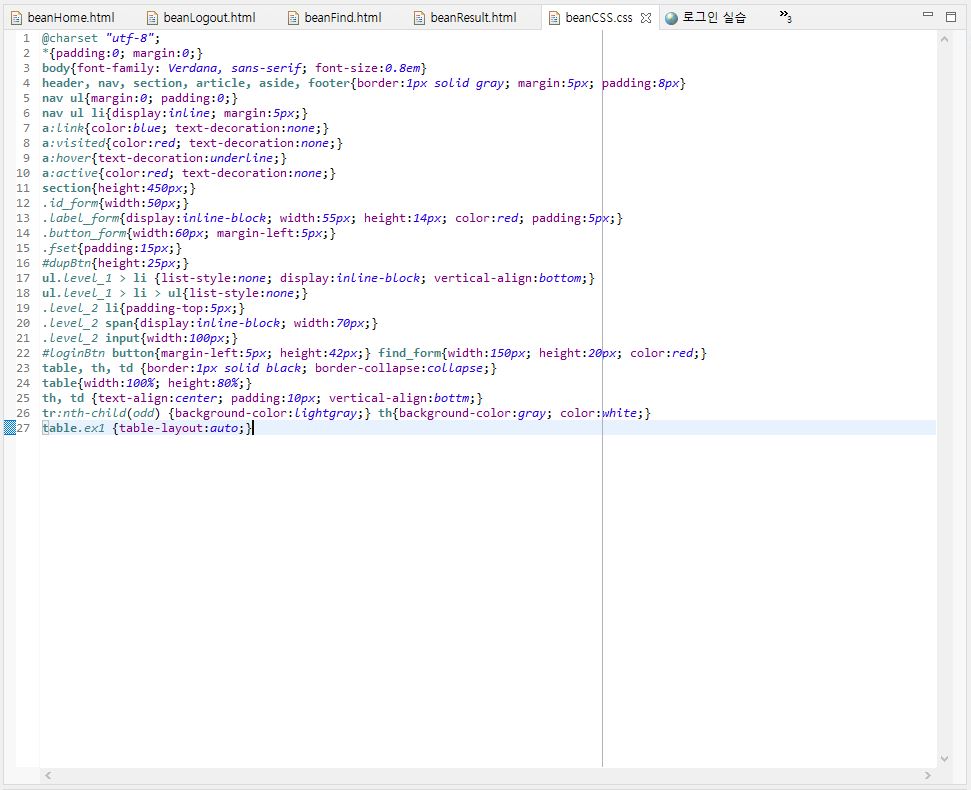 beanHome.html beanLogout.html beanFind.html beanResult.html beanCSS.css 로그인 실습 »3
1 @charset "utf-8";
2 *{padding:0; margin:0;}
3 body{font-family: Verdana, sans-serif; font-size:0.8em}
4 header, nav, section, article, aside, footer{border:1px solid gray; margin:5px; padding:8px}
5 nav ul{margin:0; padding:0;}
6 nav ul li{display:inline; margin:5px;}
7 a:link{color:blue; text-decoration:none;}
8 a:visited{color:red; text-decoration:none;}
9 a:hover{text-decoration:underline;}
10 a:active{color:red; text-decoration:none;}
11 section{height:450px;}
12 .id_form{width:50px;}
13 .label_form{display:inline-block; width:55px; height:14px; color:red; padding:5px;}
14 .button_form{width:60px; margin-left:5px;}
15 .fset{padding:15px;}
16 #dupBtn{height:25px;}
17 ul.level_1 > li {list-style:none; display:inline-block; vertical-align:bottom;}
18 ul.level_1 > li > ul{list-style:none;}
19 .level_2 li{padding-top:5px;}
20 .level_2 span{display:inline-block; width:70px;}
21 .level_2 input{width:100px;}
22 #loginBtn button{margin-left:5px; height:42px;} find_form{width:150px; height:20px; color:red;}
23 table, th, td {border:1px solid black; border-collapse:collapse;}
24 table{width:100%; height:80%;}
25 th, td {text-align:center; padding:10px; vertical-align:bottm;}
26 tr:nth-child(odd) {background-color:lightgray;} th{background-color:gray; color:white;}
27 table.ex1 {table-layout:auto;}